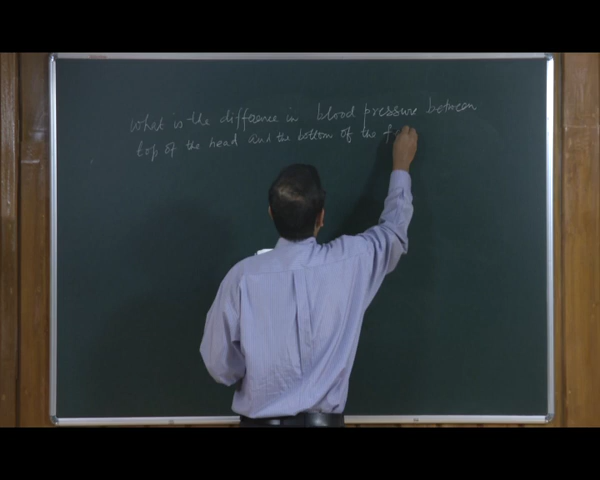 What is the difference in blood pressure between
top of the head and the bottom of the